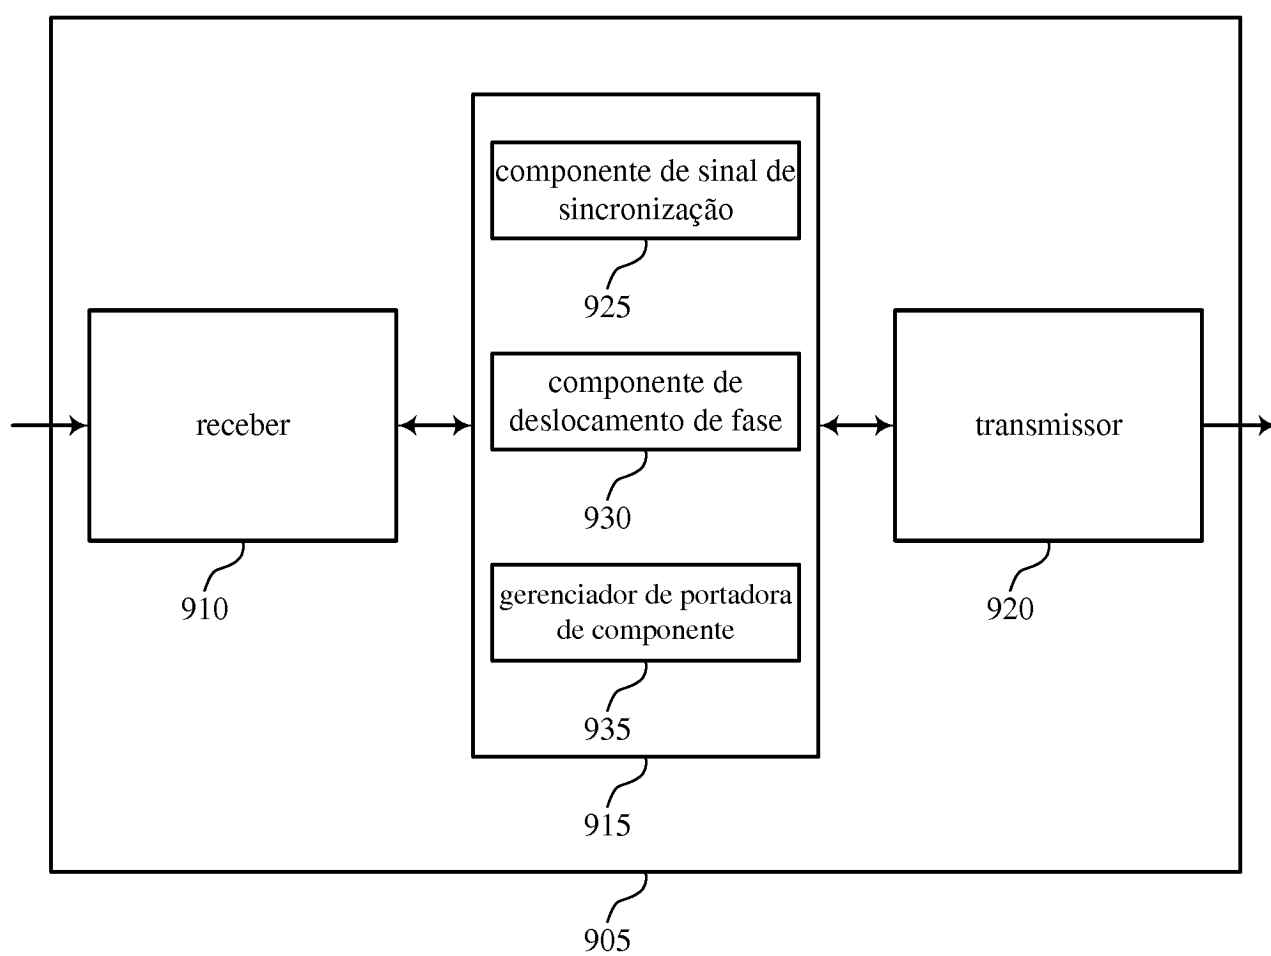 componente de sinal de
sincronização
925
componente de
deslocamento de fase
930
gerenciador de portadora
de componente
935
915
receber
910
transmissor
920
905